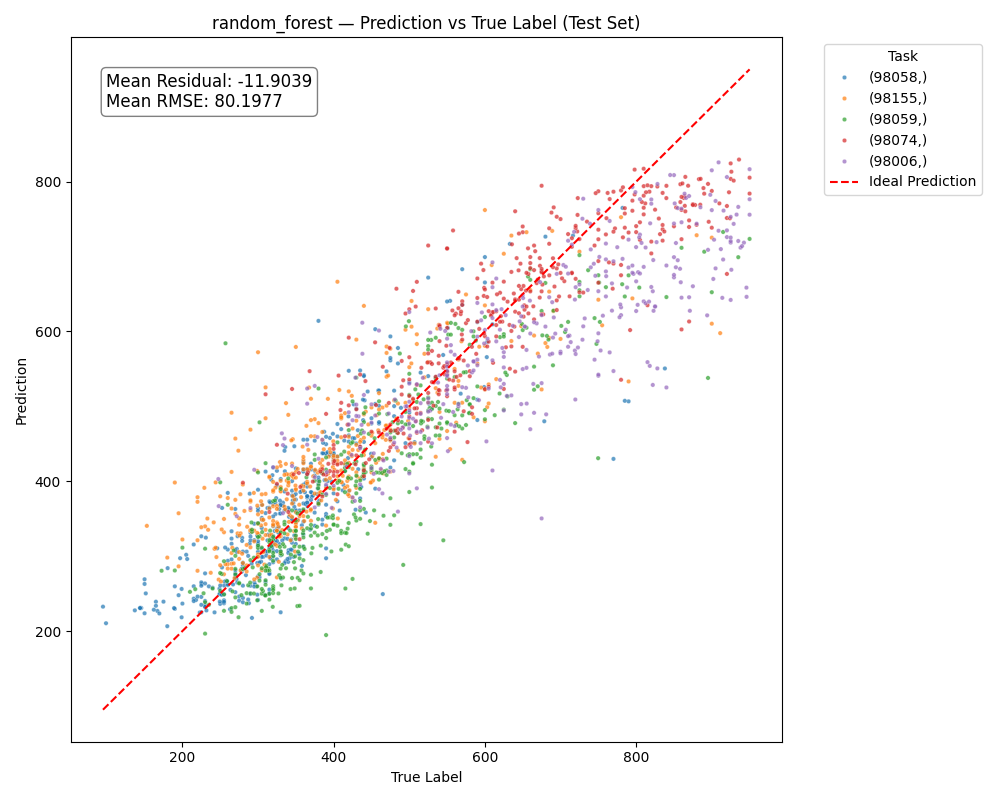 random_forest — Prediction vs True Label (Test Set)
Mean Residual: -11.9039
Mean RMSE: 80.1977
Task
(98058,)
(98155,)
(98059,)
(98074,)
(98006,)
Ideal Prediction
800
600
400
200
Prediction
200 400 600 800
True Label